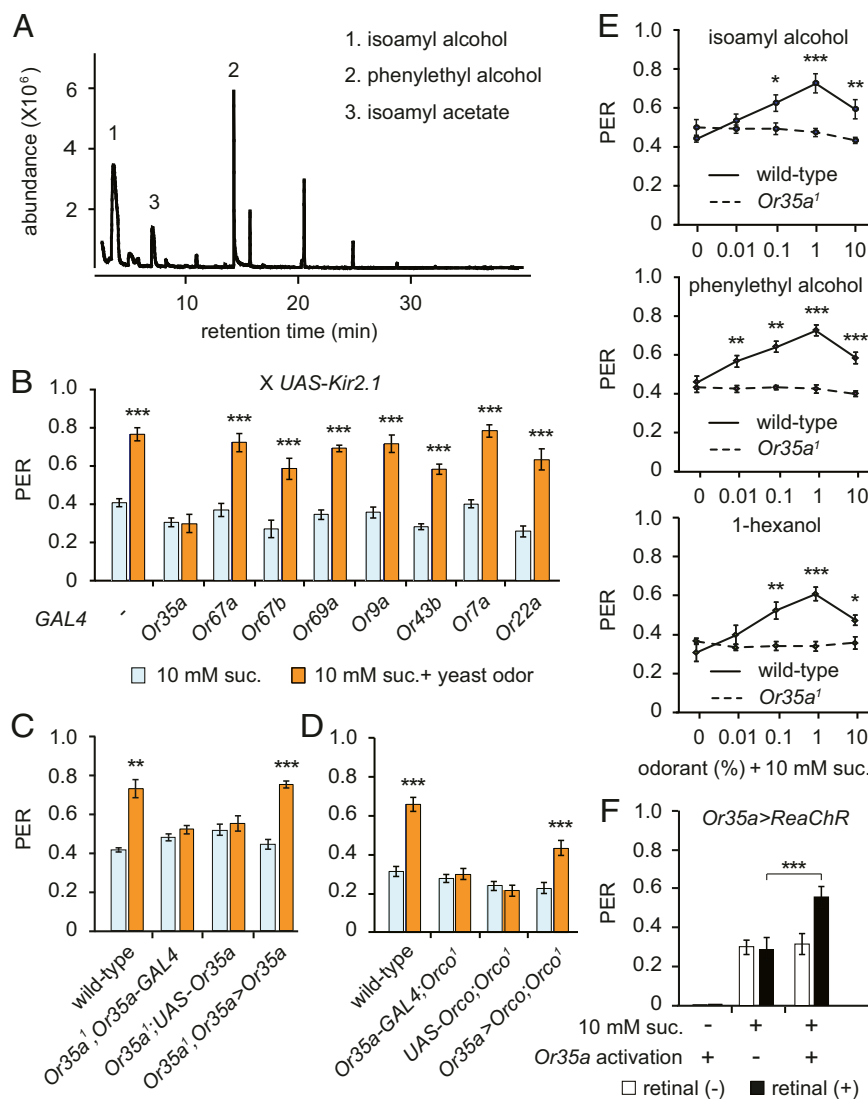 A
1. isoamyl alcohol
2. phenylethyl alcohol
3. isoamyl acetate
abundance (X10⁶)
6
4
2
1
2
3
10 20 30
retention time (min)
B
X UAS-Kir2.1
PER
1.0
0.8
0.6
0.4
0.2
0
*** *** *** *** *** *** *** ***
GAL4
- Or35a Or67a Or67b Or69a Or9a Or43b Or7a Or22a
10 mM suc. 10 mM suc.+ yeast odor
C
PER
1.0
0.8
0.6
0.4
0.2
0
** ***
wild-type
Or35a¹, Or35a-GAL4
Or35a¹;UAS-Or35a
Or35a¹, Or35a>Or35a
D
1.0
0.8
0.6
0.4
0.2
0
*** ***
wild-type
Or35a-GAL4;Orco¹
UAS-Orco;Orco¹
Or35a>Orco;Orco¹
E
isoamyl alcohol
PER
1.0
0.8
0.6
0.4
0.2
0
* *** **
wild-type
Or35a¹
0 0.01 0.1 1 10
phenylethyl alcohol
PER
1.0
0.8
0.6
0.4
0.2
0
** ** *** ***
wild-type
Or35a¹
0 0.01 0.1 1 10
1-hexanol
PER
1.0
0.8
0.6
0.4
0.2
0
** *** *
wild-type
Or35a¹
0 0.01 0.1 1 10
odorant (%) + 10 mM suc.
F
Or35a>ReaChR
PER
1.0
0.8
0.6
0.4
0.2
0
***
10 mM suc. - + +
Or35a activation + - +
retinal (-) retinal (+)